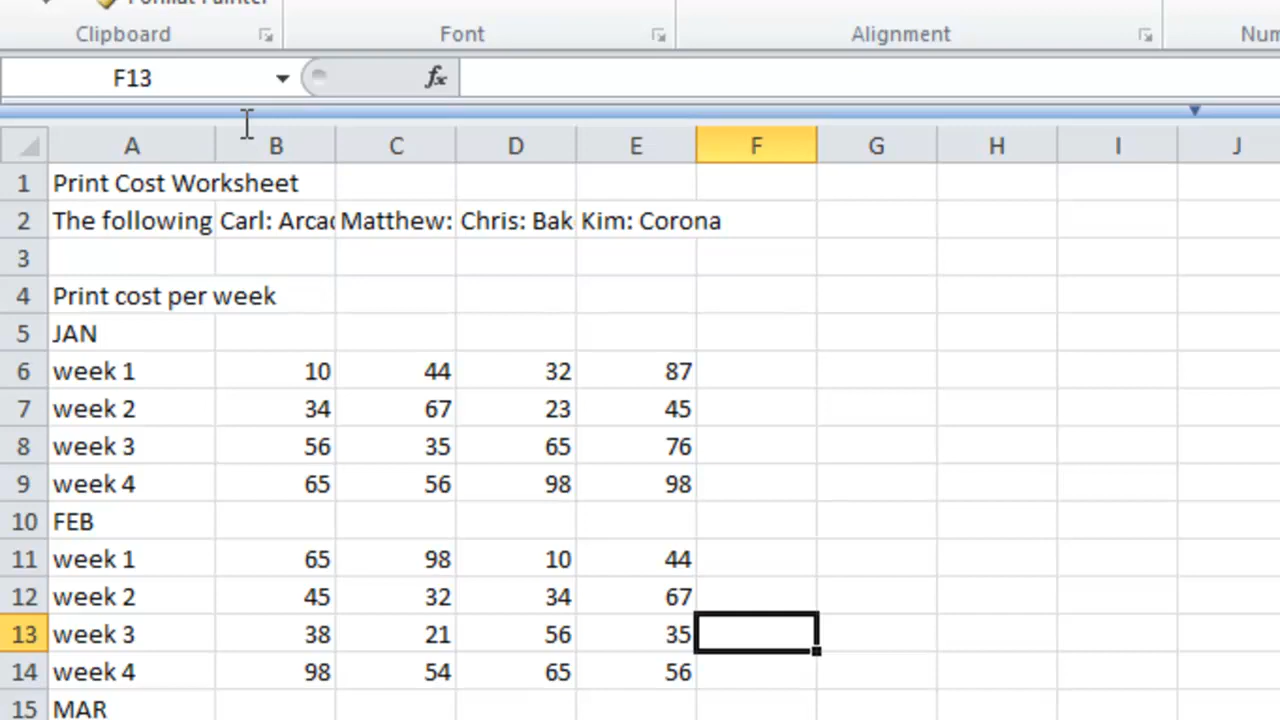 Format Painter
Clipboard Font Alignment Num
F13 fx
A B C D E F G H I J
1 Print Cost Worksheet
2 The following Carl: Arcad Matthew: Chris: Bak Kim: Corona
3
4 Print cost per week
5 JAN
6 week 1 10 44 32 87
7 week 2 34 67 23 45
8 week 3 56 35 65 76
9 week 4 65 56 98 98
10 FEB
11 week 1 65 98 10 44
12 week 2 45 32 34 67
13 week 3 38 21 56 35
14 week 4 98 54 65 56
15 MAR